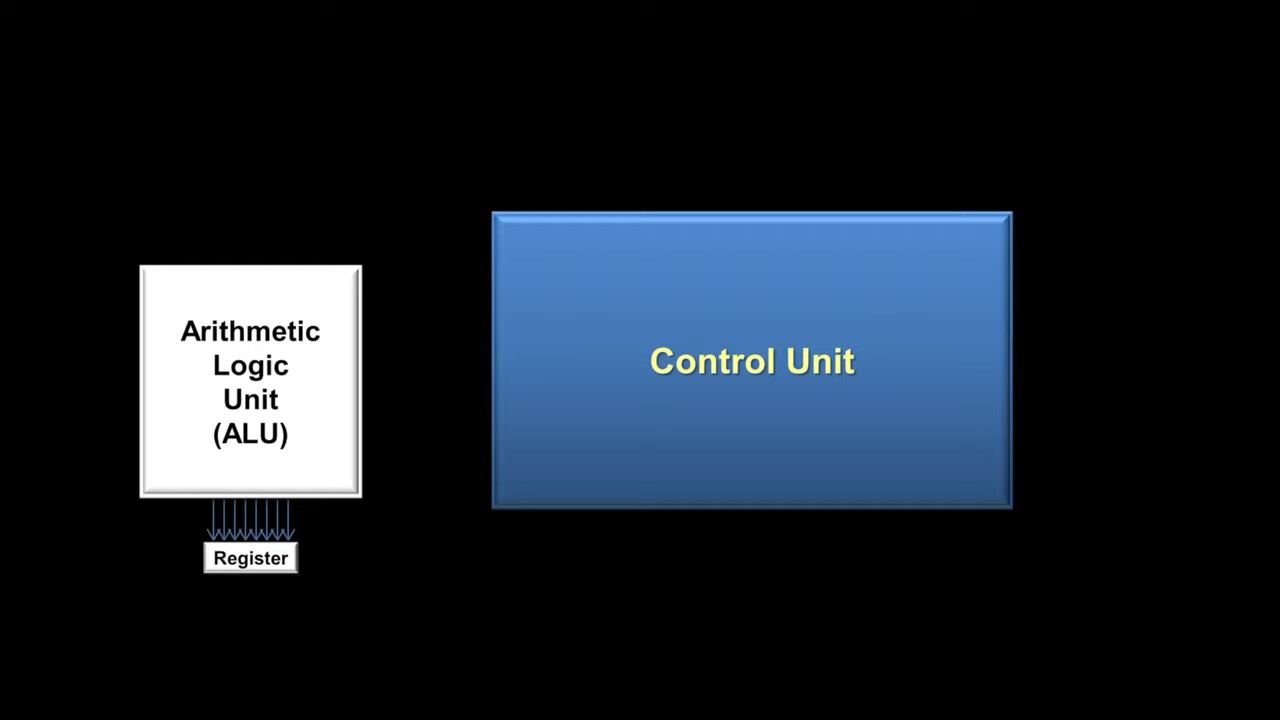 Arithmetic
Logic
Unit
(ALU)
Register
Control Unit